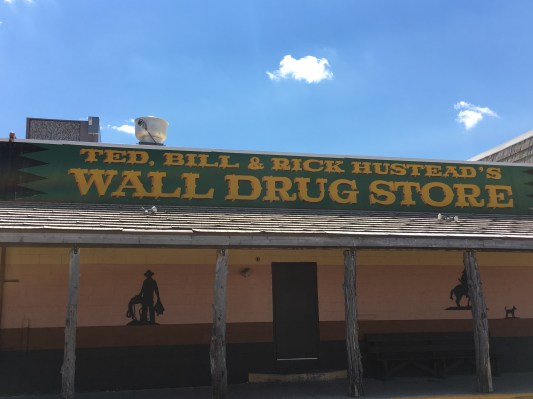 TED, BILL & RICK HUSTEAD'S
WALL DRUG STORE